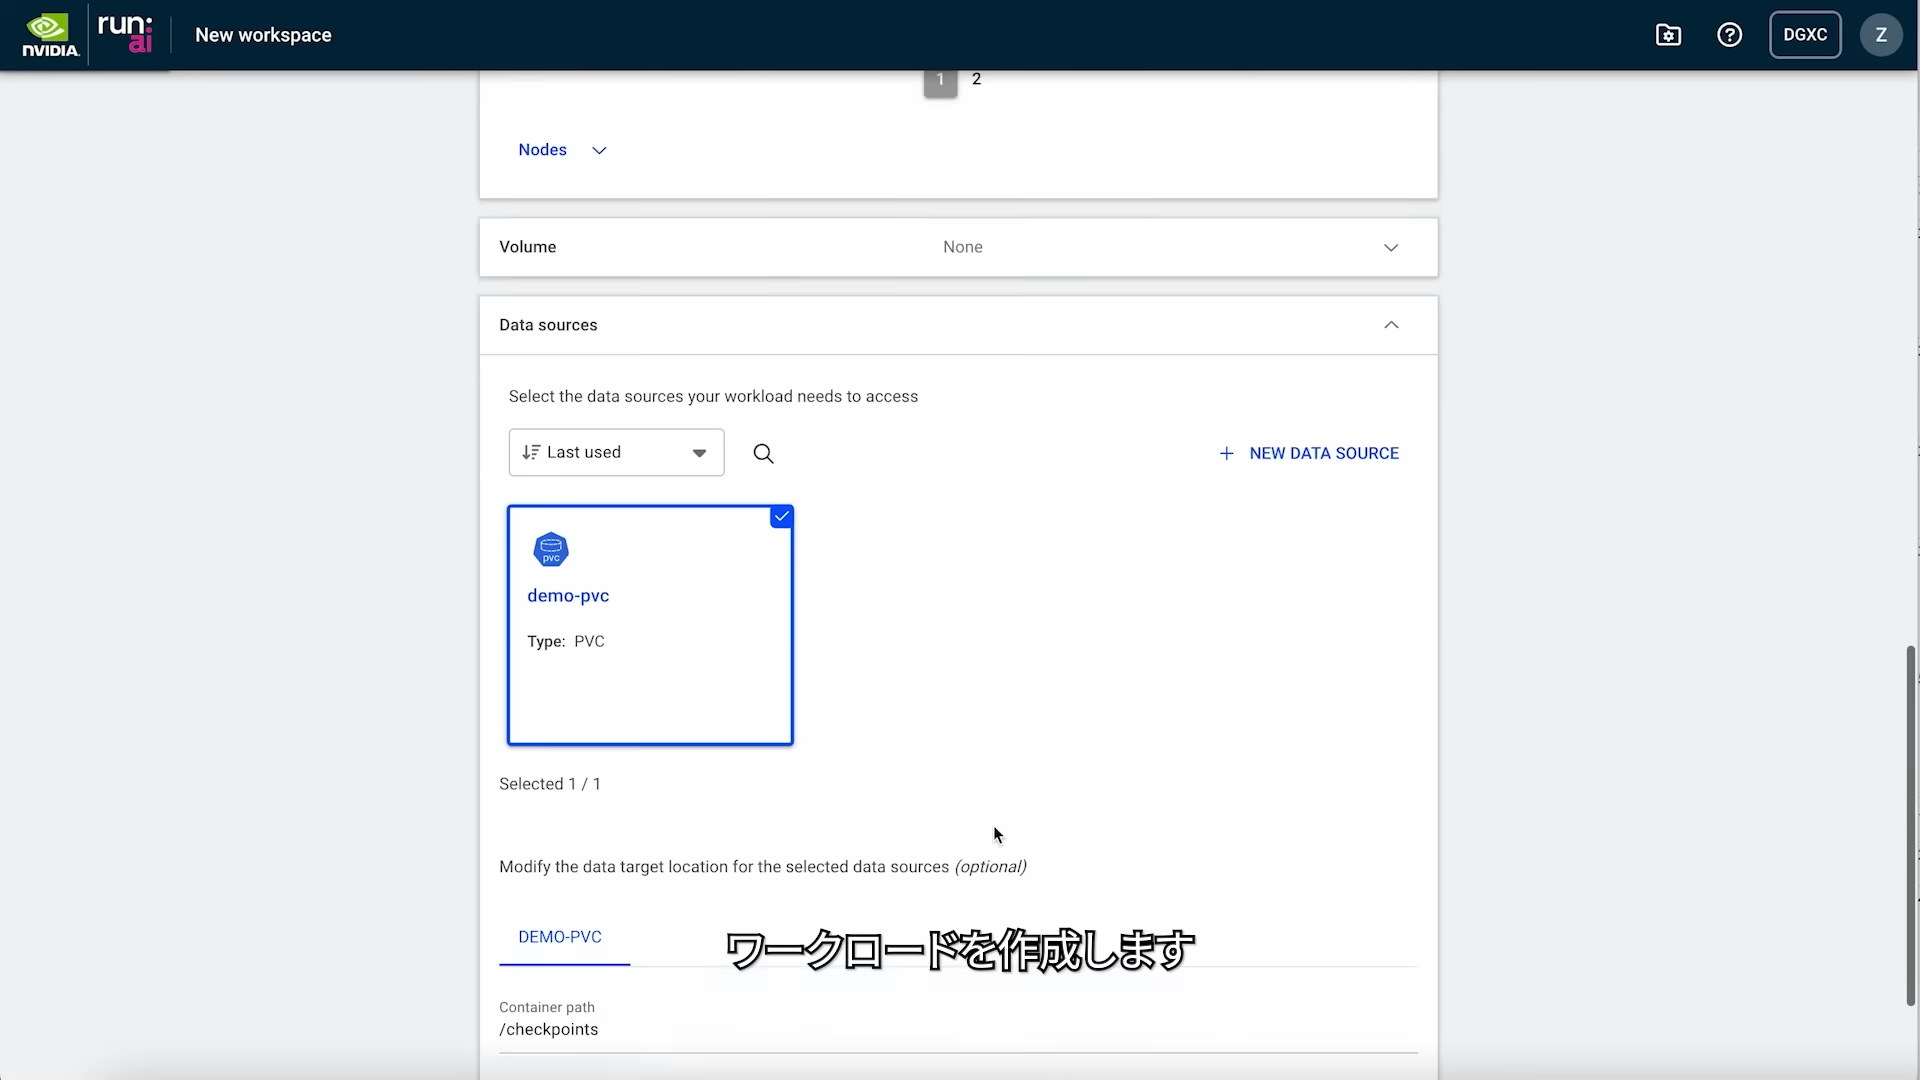 NVIDIA
run:
ai
New workspace
DGXC
Z
1 2
Nodes
Volume None
Data sources
Select the data sources your workload needs to access
Last used
+ NEW DATA SOURCE
pvc
demo-pvc
Type: PVC
Selected 1 / 1
Modify the data target location for the selected data sources (optional)
DEMO-PVC
ワークロードを作成します
Container path
/checkpoints